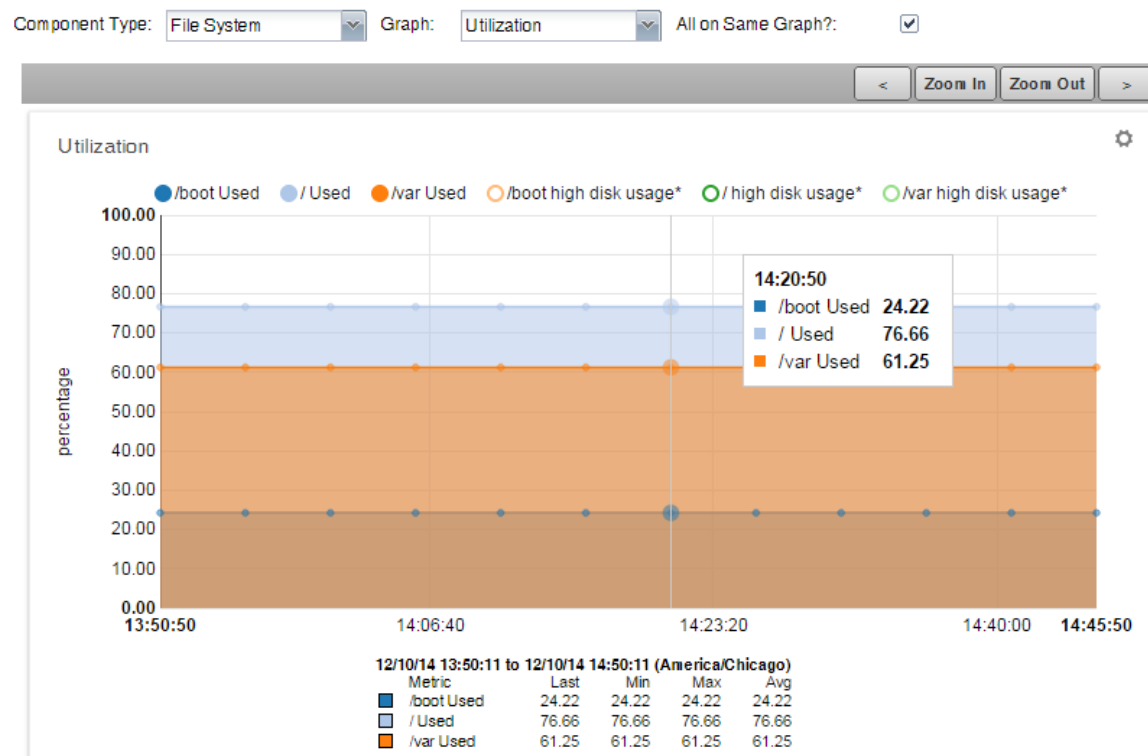 Component Type: File System Graph: Utilization All on Same Graph?:
< Zoom In Zoom Out >
Utilization
/boot Used / Used /var Used /boot high disk usage* / high disk usage* /var high disk usage*
100.00
90.00
80.00
70.00
60.00
50.00
40.00
30.00
20.00
10.00
0.00
percentage
14:20:50
/boot Used 24.22
/ Used 76.66
/var Used 61.25
13:50:50 14:06:40 14:23:20 14:40:00 14:45:50
12/10/14 13:50:11 to 12/10/14 14:50:11 (America/Chicago)
Metric Last Min Max Avg
/boot Used 24.22 24.22 24.22 24.22
/ Used 76.66 76.66 76.66 76.66
/var Used 61.25 61.25 61.25 61.25